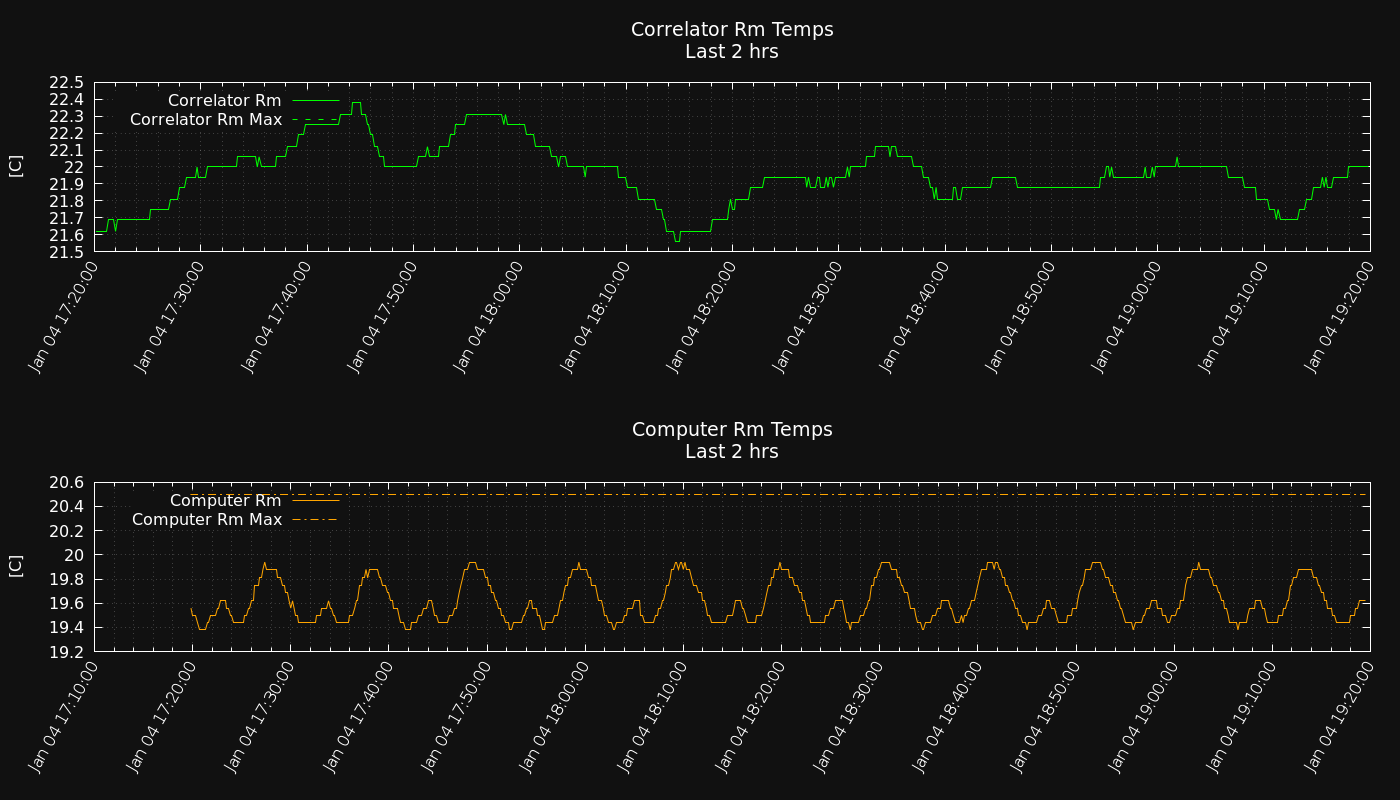 Correlator Rm Temps
Last 2 hrs
[C]
22.5
22.4
22.3
22.2
22.1
22
21.9
21.8
21.7
21.6
21.5
Correlator Rm
Correlator Rm Max
Jan 04 17:20:00
Jan 04 17:30:00
Jan 04 17:40:00
Jan 04 17:50:00
Jan 04 18:00:00
Jan 04 18:10:00
Jan 04 18:20:00
Jan 04 18:30:00
Jan 04 18:40:00
Jan 04 18:50:00
Jan 04 19:00:00
Jan 04 19:10:00
Jan 04 19:20:00
Computer Rm Temps
Last 2 hrs
[C]
20.6
20.4
20.2
20
19.8
19.6
19.4
19.2
Computer Rm
Computer Rm Max
Jan 04 17:10:00
Jan 04 17:20:00
Jan 04 17:30:00
Jan 04 17:40:00
Jan 04 17:50:00
Jan 04 18:00:00
Jan 04 18:10:00
Jan 04 18:20:00
Jan 04 18:30:00
Jan 04 18:40:00
Jan 04 18:50:00
Jan 04 19:00:00
Jan 04 19:10:00
Jan 04 19:20:00